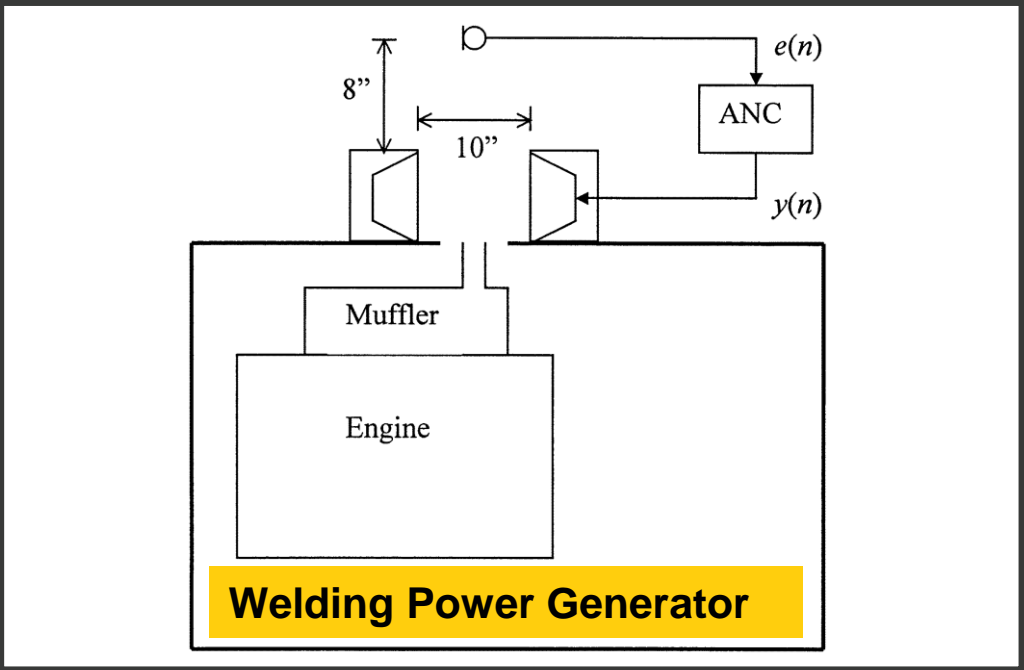 e(n)
8”
ANC
10”
y(n)
Muffler
Engine
Welding Power Generator